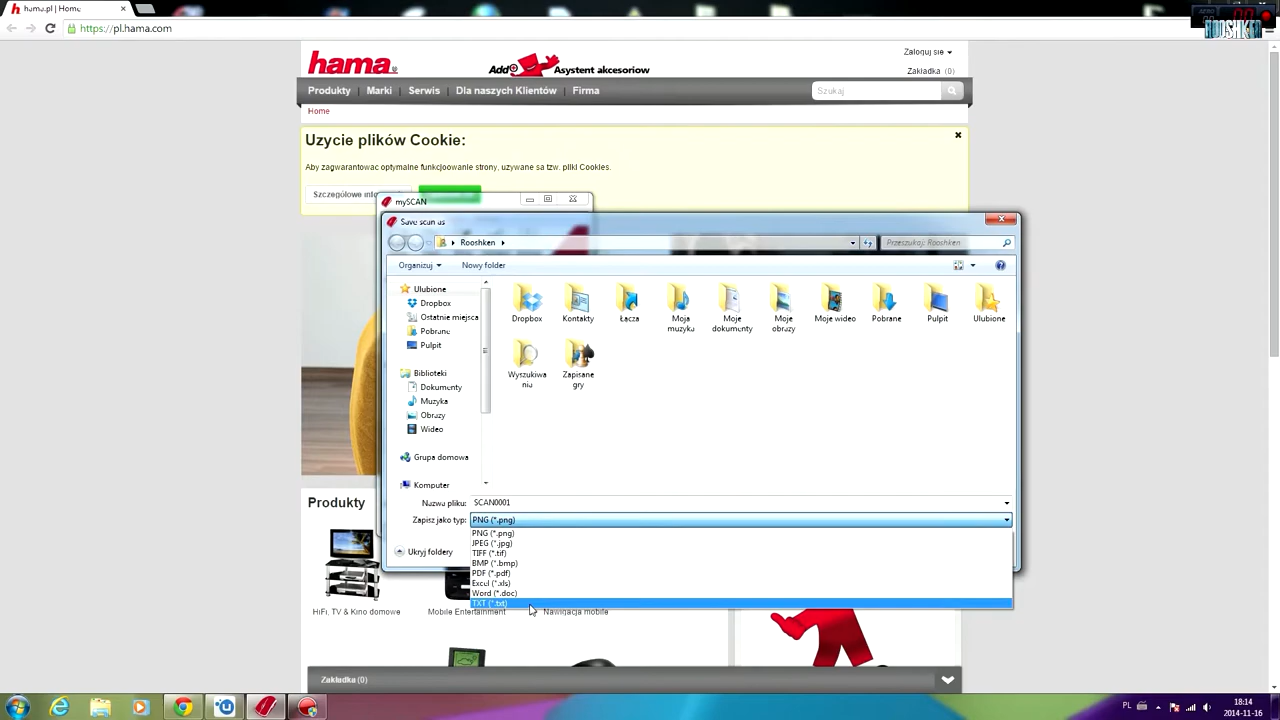 hama.pl | Home
https://pl.hama.com
ROOSHKEN
hama
Add
Asystent akcesoriow
Zaloguj sie
Zakładka (0)
Produkty
Marki
Serwis
Dla naszych Klientów
Firma
Szukaj
Home
Uzycie plików Cookie:
Aby zagwarantowac optymalne funkcjoowanie strony, uzywane sa tzw. pliki Cookies.
mySCAN
Save scan as
Rooshken
Przeszukaj: Rooshken
Organizuj
Nowy folder
Ulubione
Dropbox
Ostatnie miejsca
Pobrane
Pulpit
Biblioteki
Dokumenty
Muzyka
Obrazy
Wideo
Grupa domowa
Komputer
Dropbox
Kontakty
Łącza
Moja muzyka
Moje dokumenty
Moje obrazy
Moje wideo
Pobrane
Pulpit
Ulubione
Wyszukiwania
Zapisane gry
Nazwa pliku: SCAN0001
Zapisz jako typ: PNG (*.png)
PNG (*.png)
JPEG (*.jpg)
TIFF (*.tif)
BMP (*.bmp)
PDF (*.pdf)
Excel (*.xls)
Word (*.doc)
TXT (*.txt)
Ukryj foldery
Produkty
HiFi, TV & Kino domowe
Mobile Entertainment
Nawigacja mobile
Zakładka (0)
PL
18:14
2014-11-16